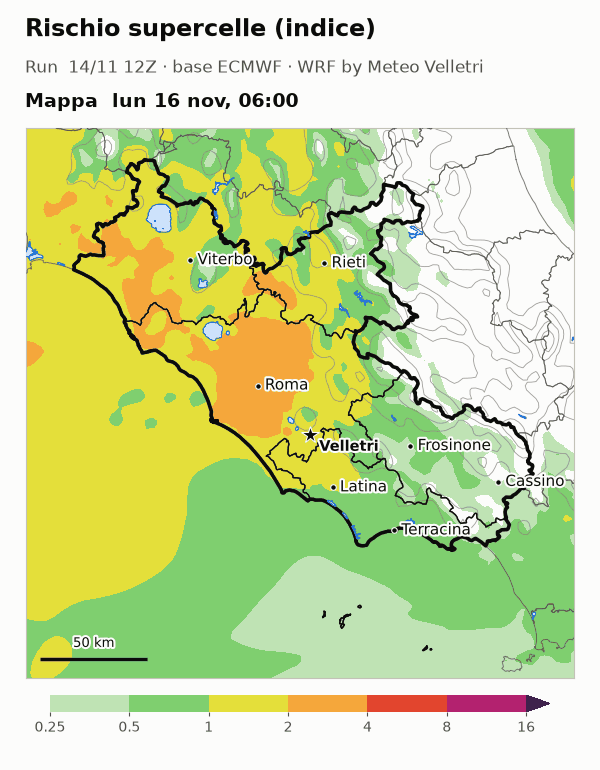 Rischio supercelle (indice)
Run 14/11 12Z · base ECMWF · WRF by Meteo Velletri
Mappa lun 16 nov, 06:00
Viterbo
Rieti
Roma
Velletri
Frosinone
Latina
Cassino
Terracina
50 km
0.25 0.5 1 2 4 8 16